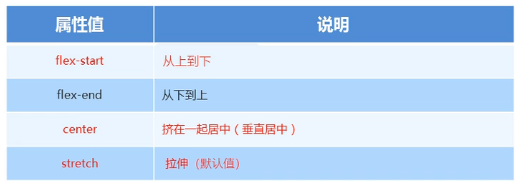 属性值 说明
flex-start 从上到下
flex-end 从下到上
center 挤在一起居中（垂直居中）
stretch 拉伸（默认值）